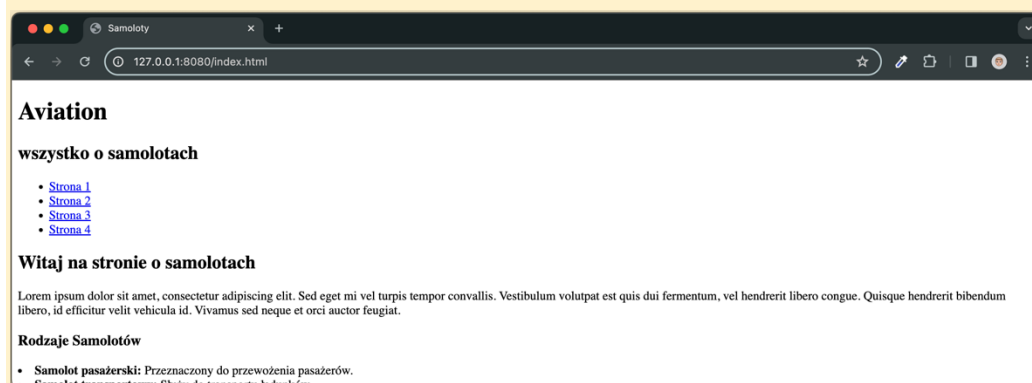 Samoloty
127.0.0.1:8080/index.html
Aviation
wszystko o samolotach
Strona 1
Strona 2
Strona 3
Strona 4
Witaj na stronie o samolotach
Lorem ipsum dolor sit amet, consectetur adipiscing elit. Sed eget mi vel turpis tempor convallis. Vestibulum volutpat est quis dui fermentum, vel hendrerit libero congue. Quisque hendrerit bibendum
libero, id efficitur velit vehicula id. Vivamus sed neque et orci auctor feugiat.
Rodzaje Samolotów
Samolot pasażerski: Przeznaczony do przewożenia pasażerów.